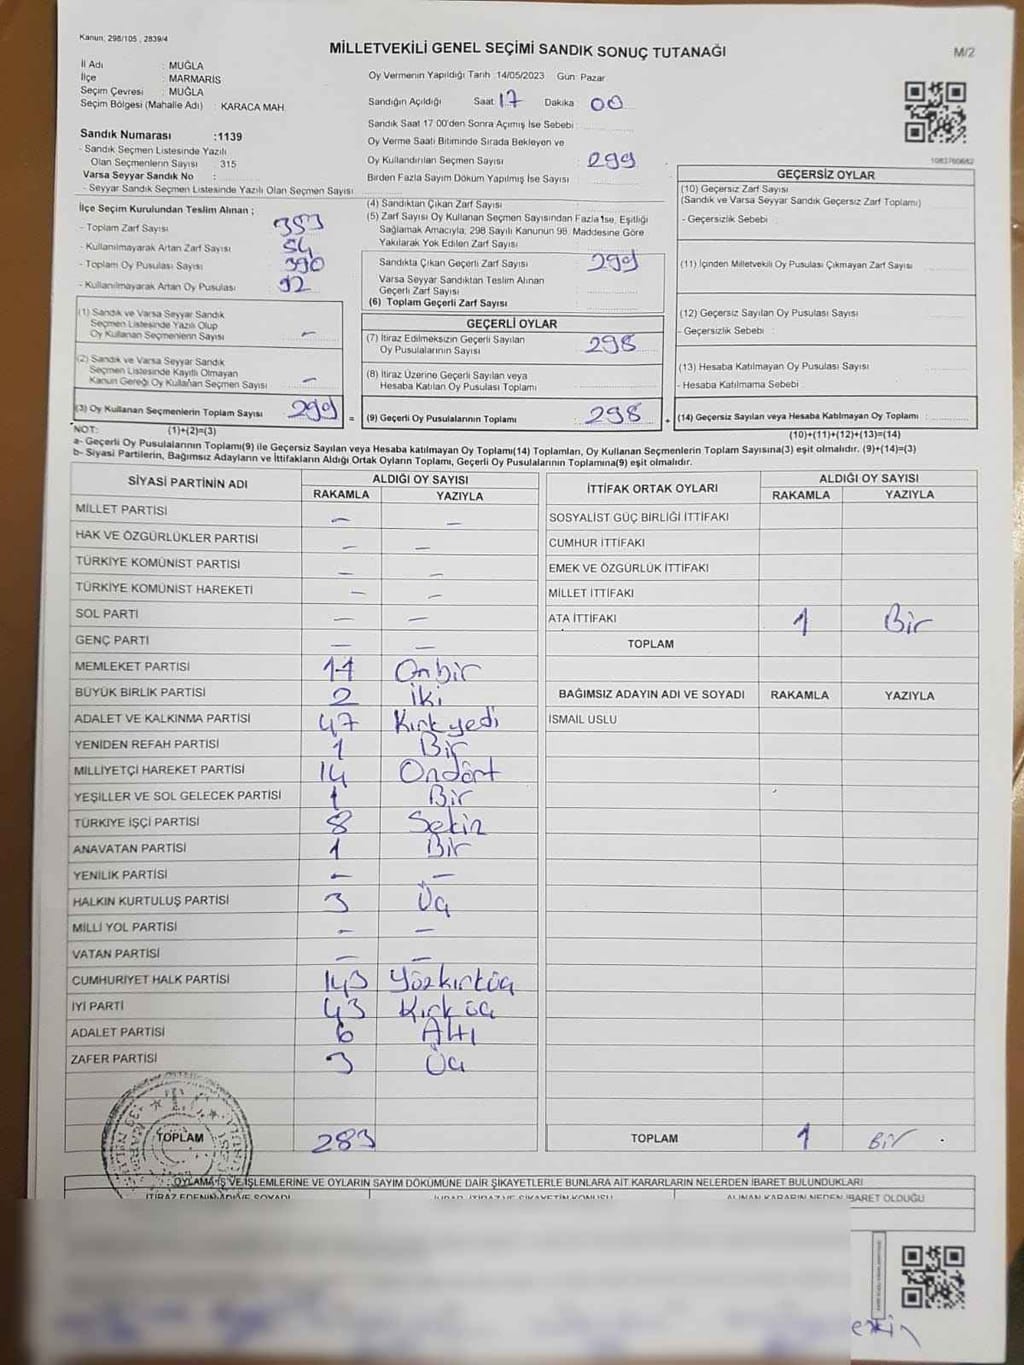 Kanun: 298/105 , 2839/4
MİLLETVEKİLİ GENEL SEÇİMİ SANDIK SONUÇ TUTANAĞI
M/2
İl Adı : MUĞLA
İlçe : MARMARİS
Seçim Çevresi : MUĞLA
Seçim Bölgesi (Mahalle Adı) : KARACA MAH.
Sandık Numarası :1139
- Sandık Seçmen Listesinde Yazılı
Olan Seçmenlerin Sayısı : 315
Varsa Seyyar Sandık No :
- Seyyar Sandık Seçmen Listesinde Yazılı Olan Seçmen Sayısı :
Oy Vermenin Yapıldığı Tarih :14/05/2023 Gün: Pazar
Sandığın Açıldığı Saat 17 Dakika 00
Sandık Saat 17:00'den Sonra Açımış İse Sebebi :
Oy Verme Saati Bitiminde Sırada Bekleyen ve
Oy Kullandırılan Seçmen Sayısı : 299
Birden Fazla Sayım Döküm Yapılmış İse Sayısı :
1083760682
İlçe Seçim Kurulundan Teslim Alınan ;
- Toplam Zarf Sayısı : 353
- Kullanılmayarak Artan Zarf Sayısı : 54
- Toplam Oy Pusulası Sayısı : 390
- Kullanılmayarak Artan Oy Pusulası : 92
(1) Sandık ve Varsa Seyyar Sandık
Seçmen Listesinde Yazılı Olup
Oy Kullanan Seçmenlerin Sayısı : –
(2) Sandık ve Varsa Seyyar Sandık
Seçmen Listesinde Kayıtlı Olmayan
Kanun Gereği Oy Kullanan Seçmen Sayısı : –
(3) Oy Kullanan Seçmenlerin Toplam Sayısı : 299
(4) Sandıktan Çıkan Zarf Sayısı :
(5) Zarf Sayısı Oy Kullanan Seçmen Sayısından Fazla İse, Eşitliği
Sağlamak Amacıyla; 298 Sayılı Kanunun 98. Maddesine Göre
Yakılarak Yok Edilen Zarf Sayısı :
Sandıkta Çıkan Geçerli Zarf Sayısı : 299
Varsa Seyyar Sandıktan Teslim Alınan
Geçerli Zarf Sayısı :
(6) Toplam Geçerli Zarf Sayısı :
GEÇERLİ OYLAR
(7) İtiraz Edilmeksizin Geçerli Sayılan
Oy Pusulalarının Sayısı : 298
(8) İtiraz Üzerine Geçerli Sayılan veya
Hesaba Katılan Oy Pusulası Toplamı :
= (9) Geçerli Oy Pusulalarının Toplamı : 298
GEÇERSİZ OYLAR
(10) Geçersiz Zarf Sayısı
(Sandık ve Varsa Seyyar Sandık Geçersiz Zarf Toplamı) :
- Geçersizlik Sebebi :
(11) İçinden Milletvekili Oy Pusulası Çıkmayan Zarf Sayısı :
(12) Geçersiz Sayılan Oy Pusulası Sayısı :
- Geçersizlik Sebebi :
(13) Hesaba Katılmayan Oy Pusulası Sayısı :
- Hesaba Katılmama Sebebi :
+ (14) Geçersiz Sayılan veya Hesaba Katılmayan Oy Toplamı :
NOT: (1)+(2)=(3)
(10)+(11)+(12)+(13)=(14)
a- Geçerli Oy Pusulalarının Toplamı(9) ile Geçersiz Sayılan veya Hesaba katılmayan Oy Toplamı(14) Toplamları, Oy Kullanan Seçmenlerin Toplam Sayısına(3) eşit olmalıdır. (9)+(14)=(3)
b- Siyasi Partilerin, Bağımsız Adayların ve İttifakların Aldığı Ortak Oyların Toplamı, Geçerli Oy Pusulalarının Toplamına(9) eşit olmalıdır.
SİYASİ PARTİNİN ADI ALDIĞI OY SAYISI
RAKAMLA YAZIYLA
MİLLET PARTİSİ – –
HAK VE ÖZGÜRLÜKLER PARTİSİ – –
TÜRKİYE KOMÜNİST PARTİSİ – –
TÜRKİYE KOMÜNİST HAREKETİ – –
SOL PARTİ – –
GENÇ PARTİ – –
MEMLEKET PARTİSİ 11 Onbir
BÜYÜK BİRLİK PARTİSİ 2 İki
ADALET VE KALKINMA PARTİSİ 47 Kırkyedi
YENİDEN REFAH PARTİSİ 1 Bir
MİLLİYETÇİ HAREKET PARTİSİ 14 Ondört
YEŞİLLER VE SOL GELECEK PARTİSİ 1 Bir
TÜRKİYE İŞÇİ PARTİSİ 8 Sekiz
ANAVATAN PARTİSİ 1 Bir
YENİLİK PARTİSİ – –
HALKIN KURTULUŞ PARTİSİ 3 Üç
MİLLİ YOL PARTİSİ – –
VATAN PARTİSİ – –
CUMHURİYET HALK PARTİSİ 143 Yüzkırküç
İYİ PARTİ 43 Kırküç
ADALET PARTİSİ 6 Altı
ZAFER PARTİSİ 3 Üç
TOPLAM 283
İTTİFAK ORTAK OYLARI ALDIĞI OY SAYISI
RAKAMLA YAZIYLA
SOSYALİST GÜÇ BİRLİĞİ İTTİFAKI
CUMHUR İTTİFAKI
EMEK VE ÖZGÜRLÜK İTTİFAKI
MİLLET İTTİFAKI
ATA İTTİFAKI 1 Bir
TOPLAM
BAĞIMSIZ ADAYIN ADI VE SOYADI RAKAMLA YAZIYLA
İSMAİL USLU
TOPLAM 1 Bir
OYLAMA İŞ VE İŞLEMLERİNE VE OYLARIN SAYIM DÖKÜMÜNE DAİR ŞİKAYETLERLE BUNLARA AİT KARARLARIN NELERDEN İBARET BULUNDUKLARI
İTİRAZ EDENİN ADI VE SOYADI ALINAN KARARIN NEDEN İBARET OLDUĞU